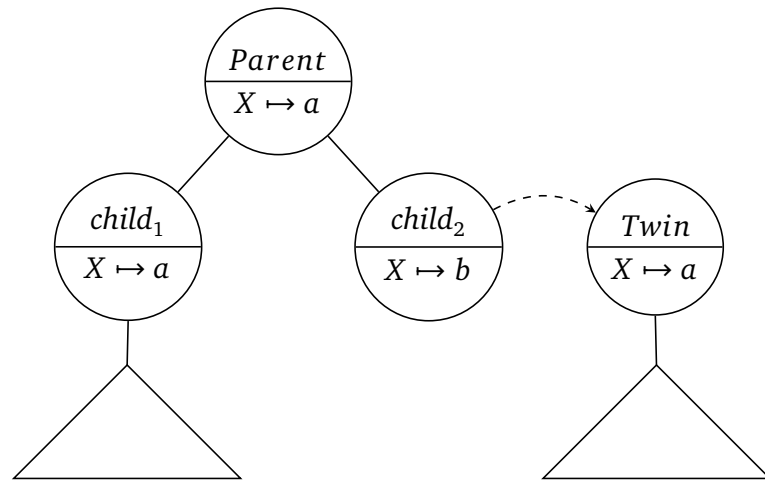 Parent
X ↦ a
child₁
X ↦ a
child₂
X ↦ b
Twin
X ↦ a